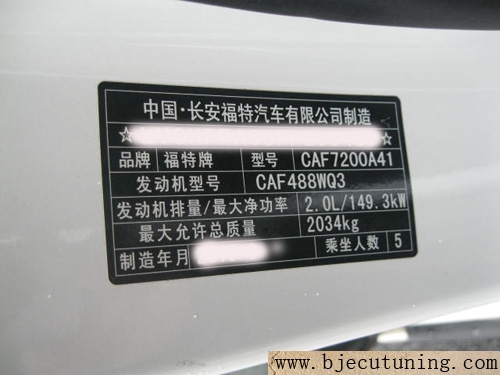 中国·长安福特汽车有限公司制造
☆ ☆
品牌 福特牌 型号 CAF7200A41
发动机型号 CAF488WQ3
发动机排量/最大净功率 2.0L/149.3kW
最大允许总质量 2034kg
制造年月 乘坐人数 5
www.bjecutuning.com